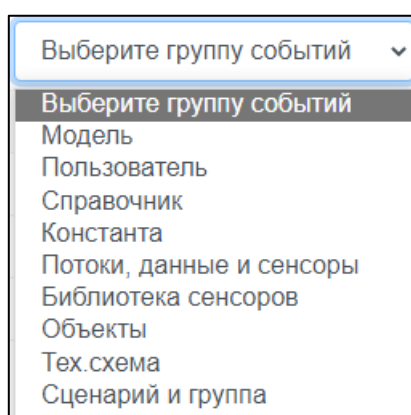 Выберите группу событий
Выберите группу событий
Модель
Пользователь
Справочник
Константа
Потоки, данные и сенсоры
Библиотека сенсоров
Объекты
Тех.схема
Сценарий и группа